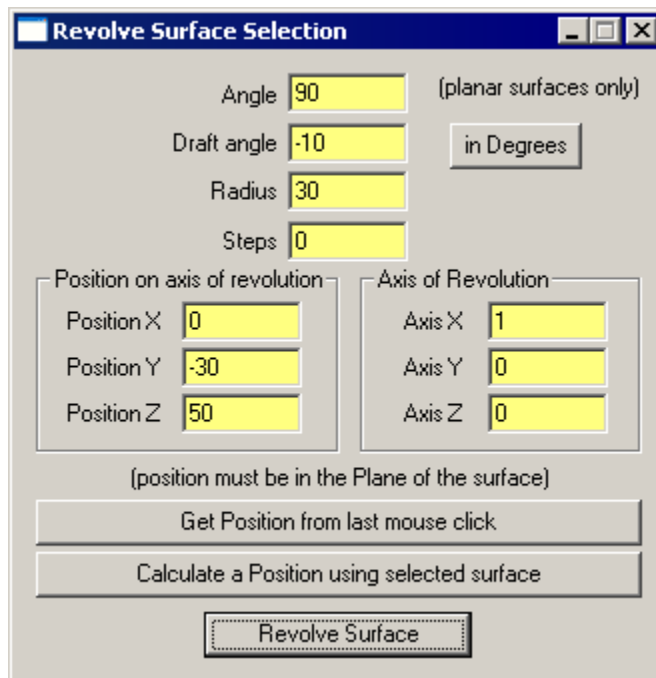 Revolve Surface Selection
Angle 90 (planar surfaces only)
Draft angle -10 in Degrees
Radius 30
Steps 0
Position on axis of revolution Axis of Revolution
Position X 0 Axis X 1
Position Y -30 Axis Y 0
Position Z 50 Axis Z 0
(position must be in the Plane of the surface)
Get Position from last mouse click
Calculate a Position using selected surface
Revolve Surface